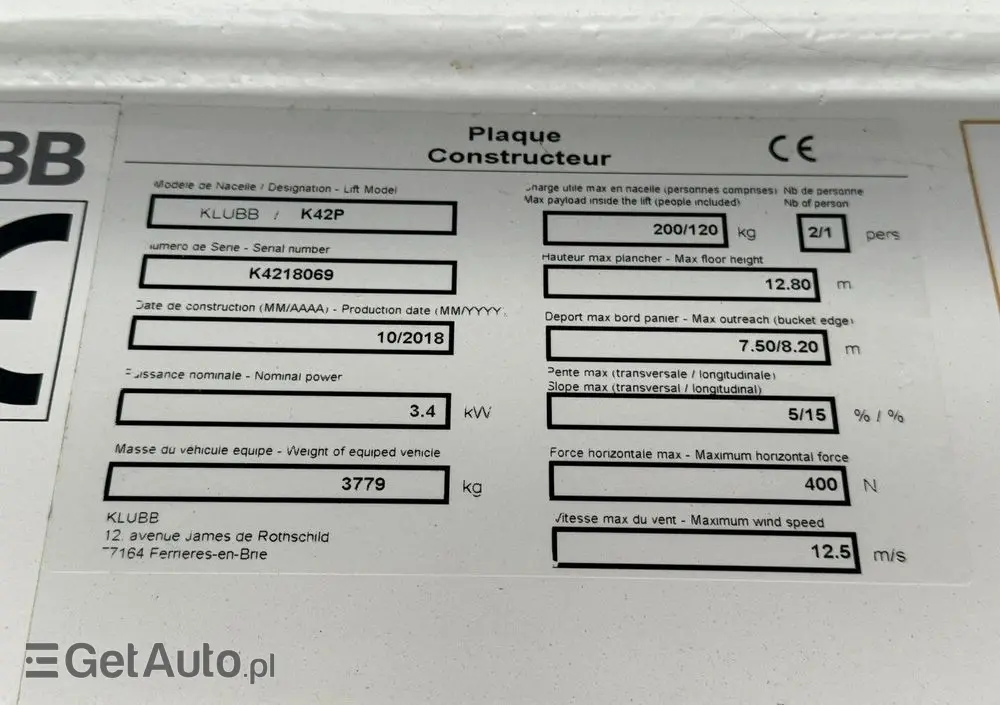 BB
Plaque
Constructeur
CE
Modèle de Nacelle / Désignation - Lift Model
KLUBB / K42P
Numero de Serie - Serial number
K4218069
Date de construction (MM/AAAA) - Production date (MM/YYYY)
10/2018
Puissance nominale - Nominal power
3.4 kW
Masse du véhicule equipe - Weight of equiped vehicle
3779 kg
KLUBB
12, avenue James de Rothschild
77164 Ferrieres-en-Brie
Charge utile max en nacelle (personnes comprises)
Max payload inside the lift (people included)
200/120 kg
Nb de personne
Nb of person
2/1 pers
Hauteur max plancher - Max floor height
12.80 m
Deport max bord panier - Max outreach (bucket edge)
7.50/8.20 m
Pente max (transversale / longitudinale)
Slope max (transversal / longitudinal)
5/15 % / %
Force horizontale max - Maximum horizontal force
400 N
Vitesse max du vent - Maximum wind speed
12.5 m/s
GetAuto.pl